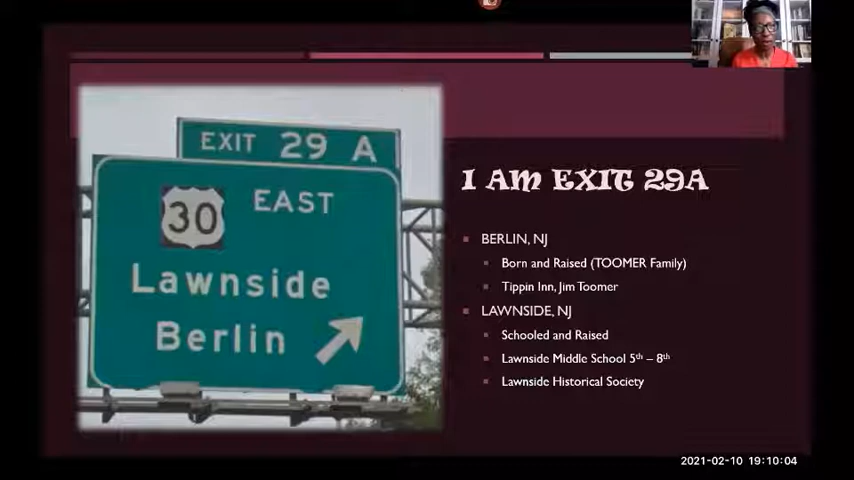 EXIT 29 A
30 EAST
Lawnside
Berlin
I AM EXIT 29A
BERLIN, NJ
Born and Raised (TOOMER Family)
Tippin Inn, Jim Toomer
LAWNSIDE, NJ
Schooled and Raised
Lawnside Middle School 5th – 8th
Lawnside Historical Society
2021-02-10 19:10:04